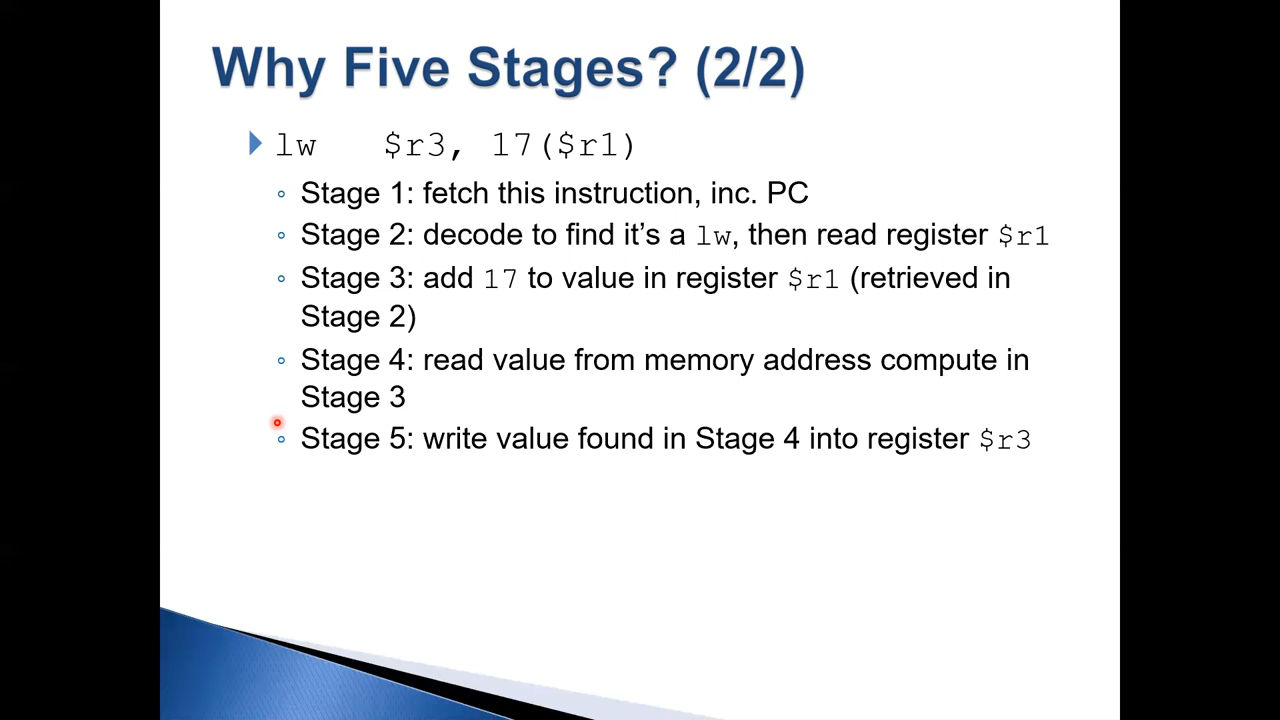 Why Five Stages? (2/2)
lw $r3, 17($r1)
Stage 1: fetch this instruction, inc. PC
Stage 2: decode to find it's a lw, then read register $r1
Stage 3: add 17 to value in register $r1 (retrieved in
Stage 2)
Stage 4: read value from memory address compute in
Stage 3
Stage 5: write value found in Stage 4 into register $r3